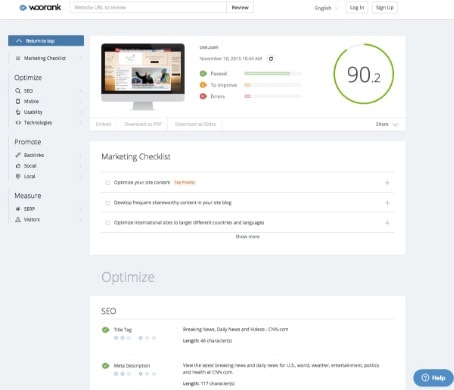 woorank
Website URL to review
Review
English
Log In
Sign Up
Return to top
Marketing Checklist
Optimize
SEO
Mobile
Usability
Technologies
Promote
Backlinks
Social
Local
Measure
SERP
Visitors
November 10, 2015 10:44 AM
Passed
To Improve
Errors
90.2
Embed
Download as PDF
Download as Slides
Share
Marketing Checklist
Optimize your site content Top Priority
Develop frequent shareworthy content in your site blog
Optimize international sites to target different countries and languages
Show more
Optimize
SEO
Title Tag
Breaking News, Daily News and Videos - CNN.com
Length: 46 character(s)
Meta Description
View the latest breaking news and daily news for U.S., world, weather, entertainment, politics
and health at CNN.com.
Length: 117 character(s)
Help